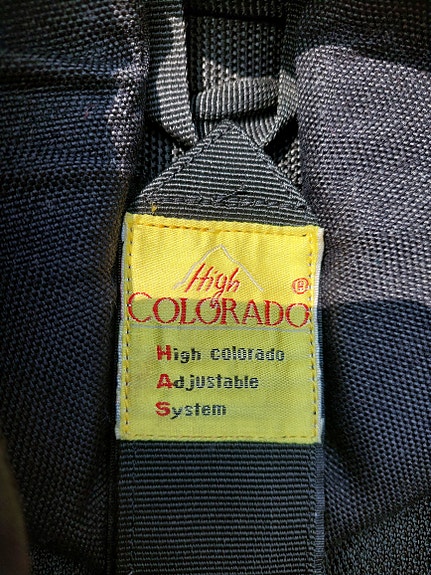 High
COLORADO ®
High colorado
Adjustable
System